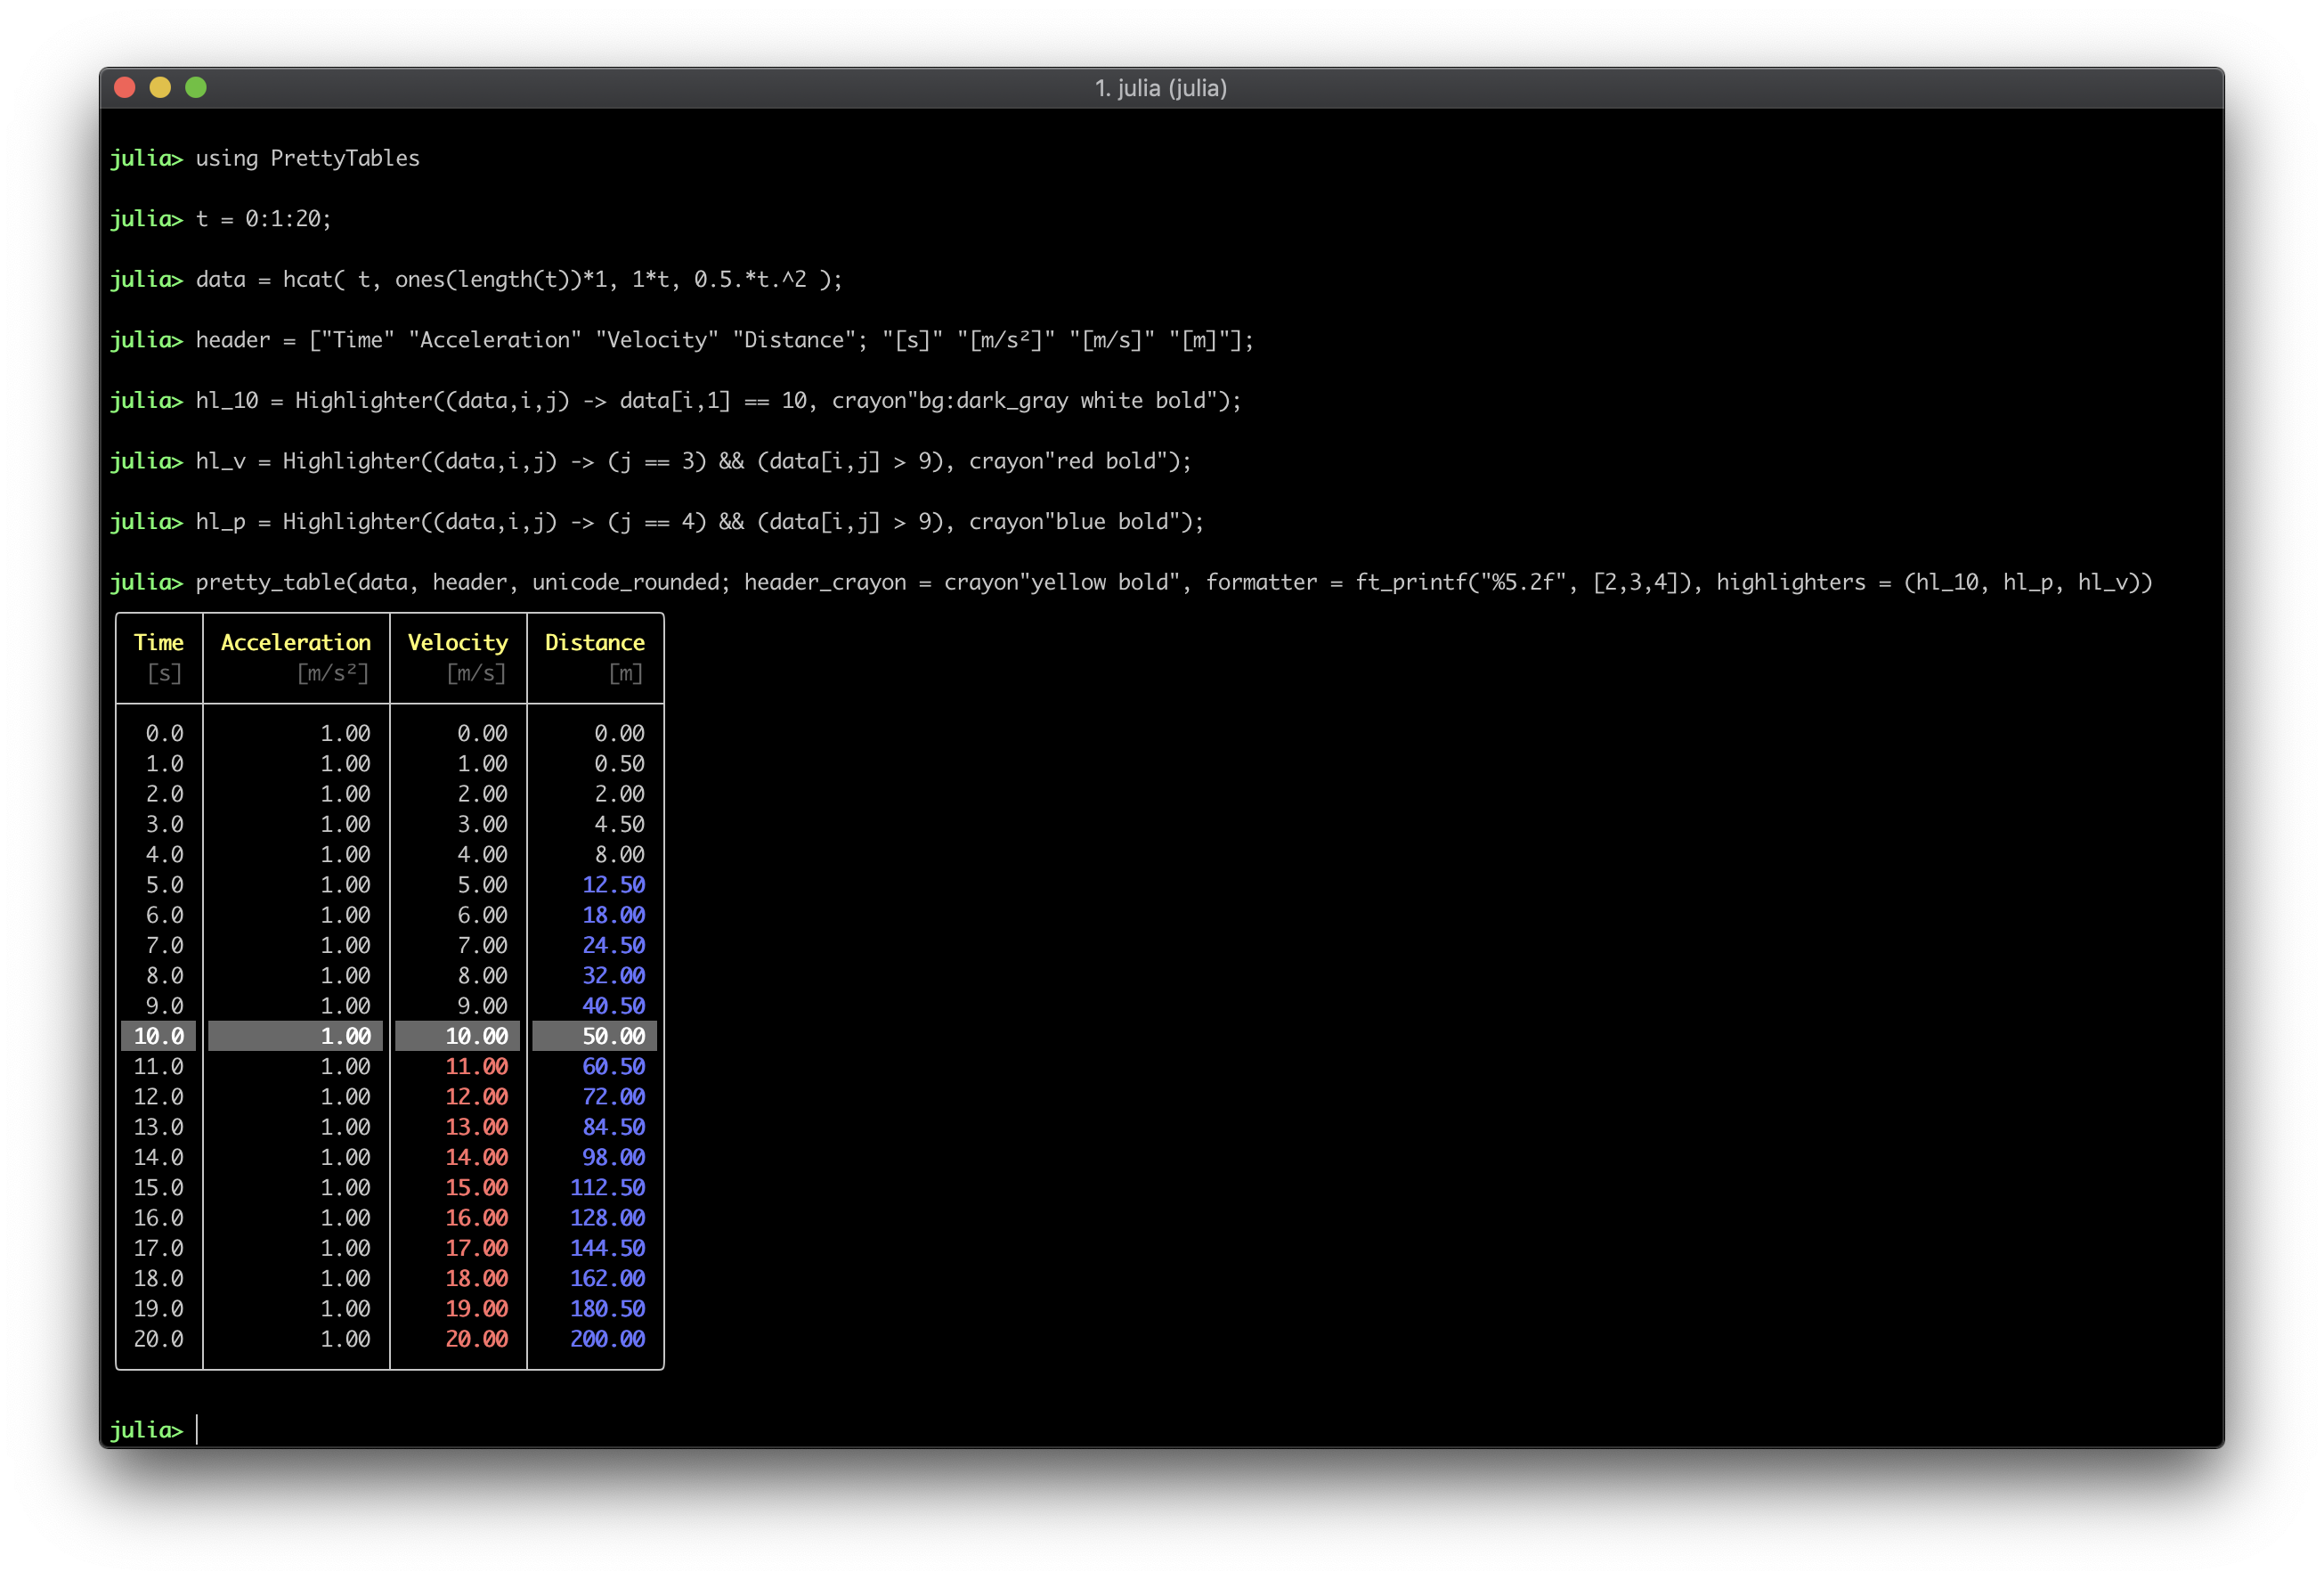 1. julia (julia)
julia> using PrettyTables
julia> t = 0:1:20;
julia> data = hcat( t, ones(length(t))*1, 1*t, 0.5.*t.^2 );
julia> header = ["Time" "Acceleration" "Velocity" "Distance"; "[s]" "[m/s²]" "[m/s]" "[m]"];
julia> hl_10 = Highlighter((data,i,j) -> data[i,1] == 10, crayon"bg:dark_gray white bold");
julia> hl_v = Highlighter((data,i,j) -> (j == 3) && (data[i,j] > 9), crayon"red bold");
julia> hl_p = Highlighter((data,i,j) -> (j == 4) && (data[i,j] > 9), crayon"blue bold");
julia> pretty_table(data, header, unicode_rounded; header_crayon = crayon"yellow bold", formatter = ft_printf("%5.2f", [2,3,4]), highlighters = (hl_10, hl_p, hl_v))
Time Acceleration Velocity Distance
[s] [m/s²] [m/s] [m]
0.0 1.00 0.00 0.00
1.0 1.00 1.00 0.50
2.0 1.00 2.00 2.00
3.0 1.00 3.00 4.50
4.0 1.00 4.00 8.00
5.0 1.00 5.00 12.50
6.0 1.00 6.00 18.00
7.0 1.00 7.00 24.50
8.0 1.00 8.00 32.00
9.0 1.00 9.00 40.50
10.0 1.00 10.00 50.00
11.0 1.00 11.00 60.50
12.0 1.00 12.00 72.00
13.0 1.00 13.00 84.50
14.0 1.00 14.00 98.00
15.0 1.00 15.00 112.50
16.0 1.00 16.00 128.00
17.0 1.00 17.00 144.50
18.0 1.00 18.00 162.00
19.0 1.00 19.00 180.50
20.0 1.00 20.00 200.00
julia>